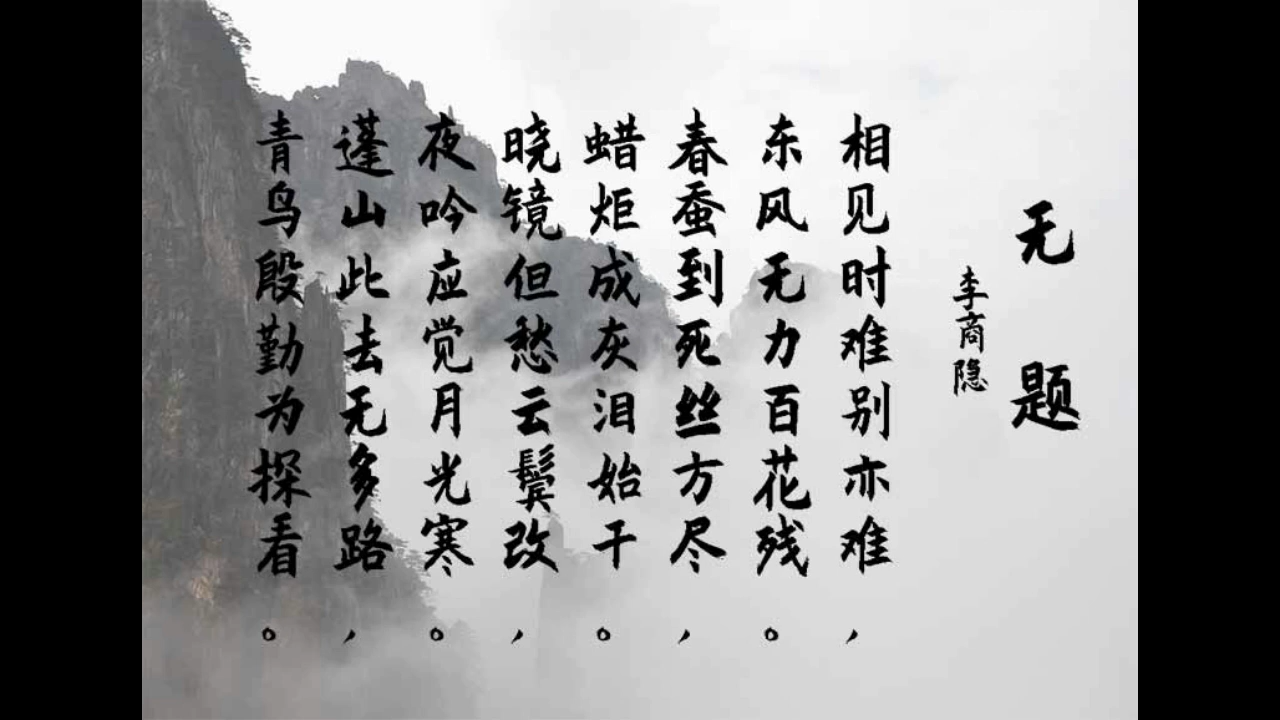 无题
李商隐
相见时难别亦难，
东风无力百花残。
春蚕到死丝方尽，
蜡炬成灰泪始干。
晓镜但愁云鬓改，
夜吟应觉月光寒。
蓬山此去无多路，
青鸟殷勤为探看。